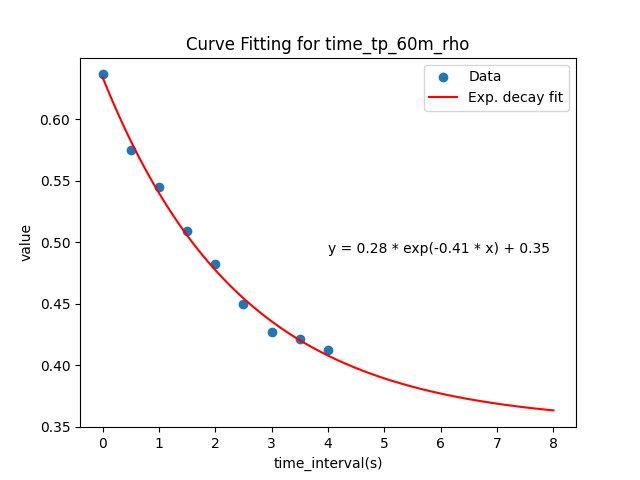 Curve Fitting for time_tp_60m_rho
Data
Exp. decay fit
y = 0.28 * exp(-0.41 * x) + 0.35
value
0.60
0.55
0.50
0.45
0.40
0.35
0 1 2 3 4 5 6 7 8
time_interval(s)